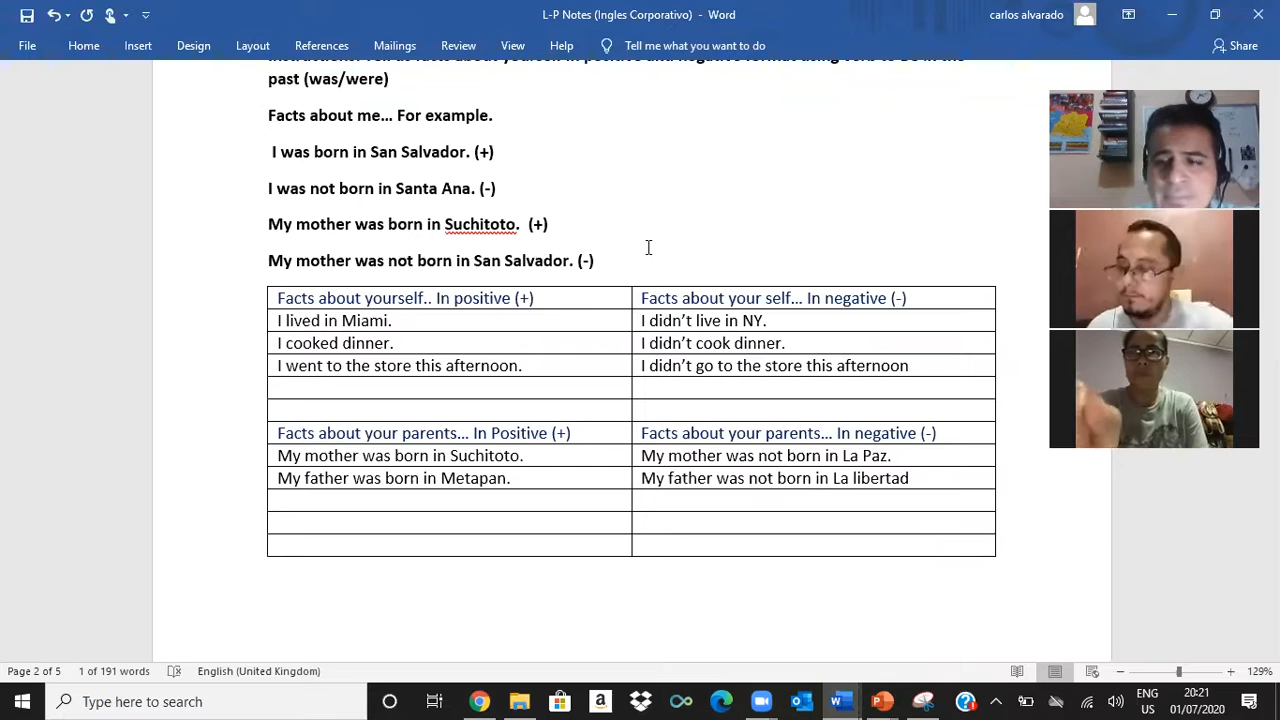 L-P Notes (Ingles Corporativo) - Word
carlos alvarado
File Home Insert Design Layout References Mailings Review View Help Tell me what you want to do Share
past (was/were)
Facts about me... For example.
I was born in San Salvador. (+)
I was not born in Santa Ana. (-)
My mother was born in Suchitoto. (+)
My mother was not born in San Salvador. (-)
Facts about yourself.. In positive (+) Facts about your self... In negative (-)
I lived in Miami. I didn't live in NY.
I cooked dinner. I didn't cook dinner.
I went to the store this afternoon. I didn't go to the store this afternoon
Facts about your parents... In Positive (+) Facts about your parents... In negative (-)
My mother was born in Suchitoto. My mother was not born in La Paz.
My father was born in Metapan. My father was not born in La libertad
Page 2 of 5 1 of 191 words English (United Kingdom) 129%
Type here to search
ENG 20:21
US 01/07/2020